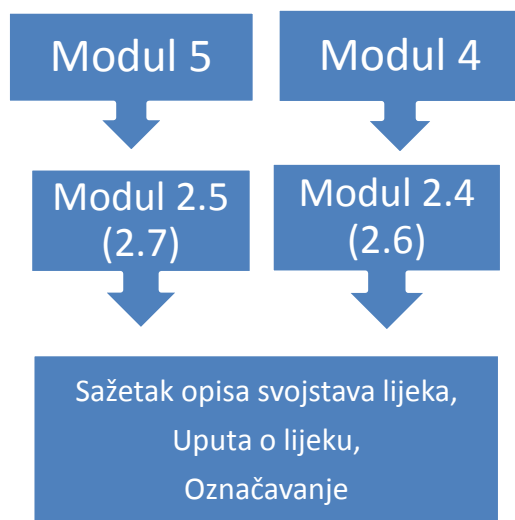 Modul 5
Modul 4
Modul 2.5
(2.7)
Modul 2.4
(2.6)
Sažetak opisa svojstava lijeka,
Uputa o lijeku,
Označavanje